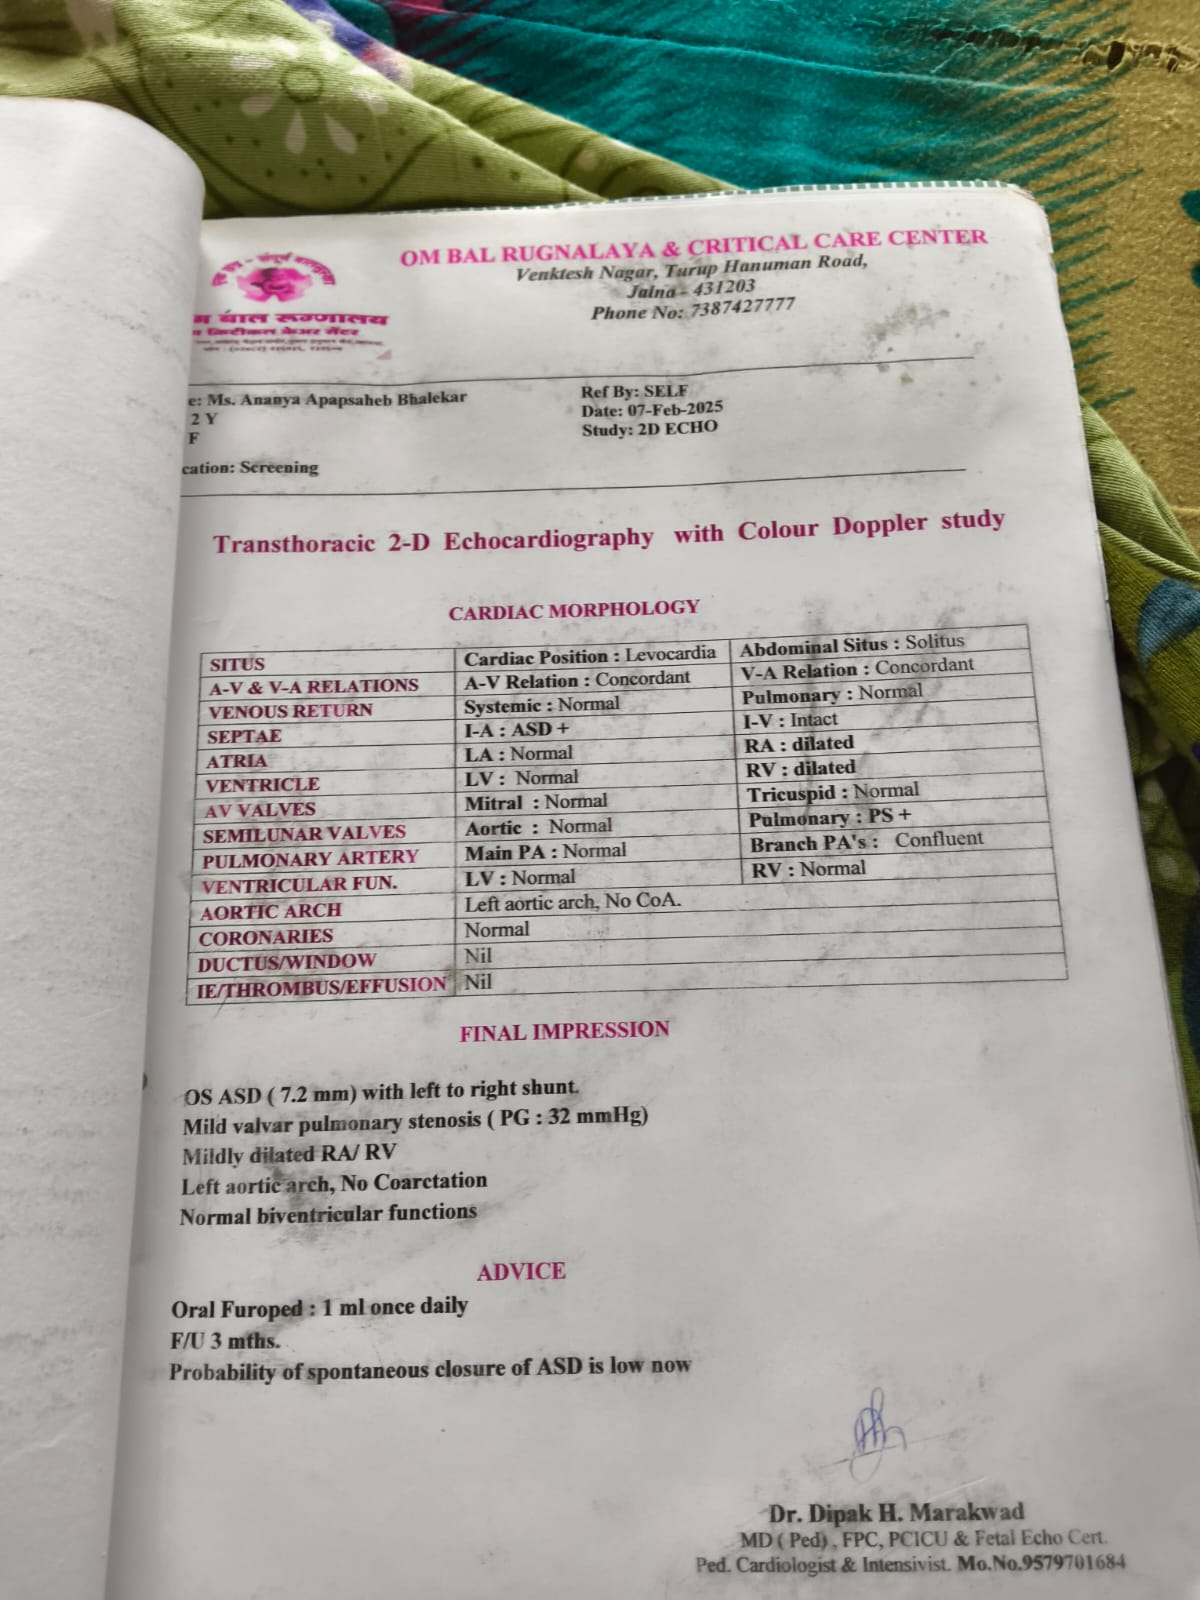 OM BAL RUGNALAYA & CRITICAL CARE CENTER
Venktesh Nagar, Turup Hanuman Road,
Jalna - 431203
Phone No: 7387427777
म बाल रूग्णालय
क्रिटीकल केअर सेंटर
e: Ms. Ananya Apapsaheb Bhalekar
2 Y
F
cation: Screening
Ref By: SELF
Date: 07-Feb-2025
Study: 2D ECHO
Transthoracic 2-D Echocardiography with Colour Doppler study
CARDIAC MORPHOLOGY
SITUS Cardiac Position : Levocardia Abdominal Situs : Solitus
A-V & V-A RELATIONS A-V Relation : Concordant V-A Relation : Concordant
VENOUS RETURN Systemic : Normal Pulmonary : Normal
SEPTAE I-A : ASD + I-V : Intact
ATRIA LA : Normal RA : dilated
VENTRICLE LV : Normal RV : dilated
AV VALVES Mitral : Normal Tricuspid : Normal
SEMILUNAR VALVES Aortic : Normal Pulmonary : PS +
PULMONARY ARTERY Main PA : Normal Branch PA's : Confluent
VENTRICULAR FUN. LV : Normal RV : Normal
AORTIC ARCH Left aortic arch, No CoA.
CORONARIES Normal
DUCTUS/WINDOW Nil
IE/THROMBUS/EFFUSION Nil
FINAL IMPRESSION
OS ASD ( 7.2 mm) with left to right shunt.
Mild valvar pulmonary stenosis ( PG : 32 mmHg)
Mildly dilated RA/ RV
Left aortic arch, No Coarctation
Normal biventricular functions
ADVICE
Oral Furoped : 1 ml once daily
F/U 3 mths.
Probability of spontaneous closure of ASD is low now
Dr. Dipak H. Marakwad
MD ( Ped) , FPC, PCICU & Fetal Echo Cert.
Ped. Cardiologist & Intensivist. Mo.No.9579701684